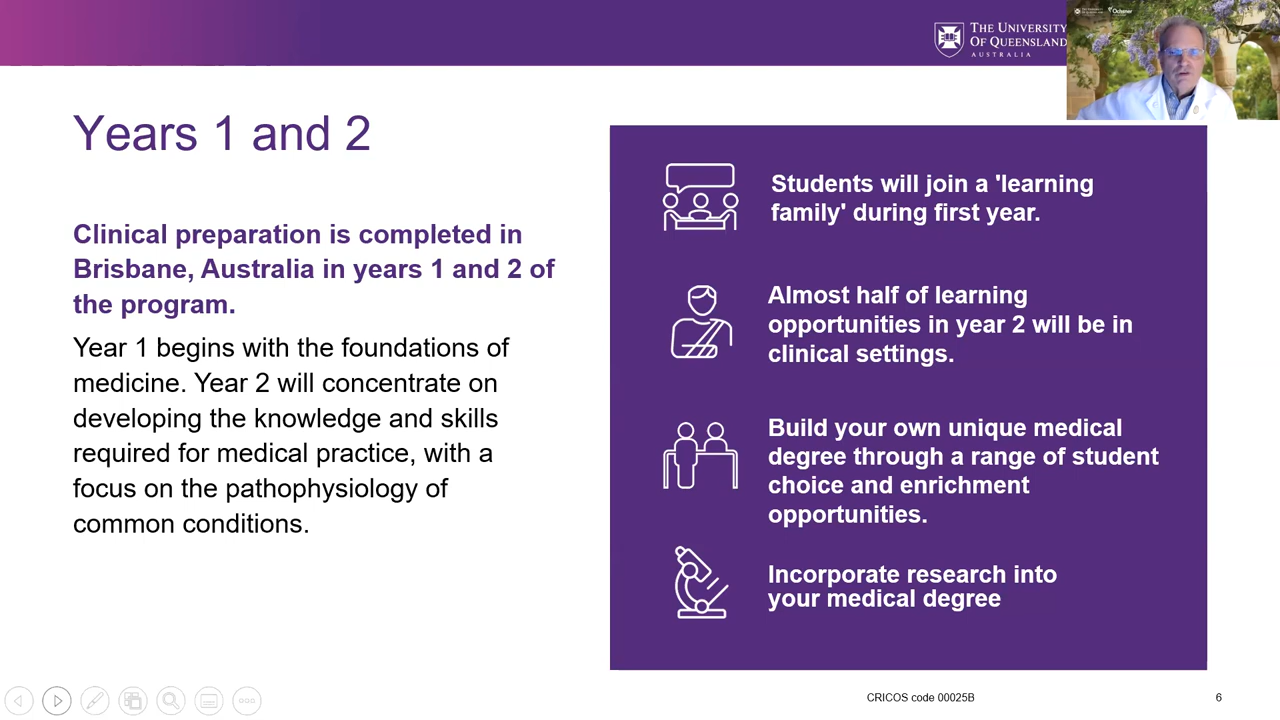 THE UNIVERSITY
OF QUEENSLAND
AUSTRALIA
Ochsner
Years 1 and 2
Clinical preparation is completed in
Brisbane, Australia in years 1 and 2 of
the program.
Year 1 begins with the foundations of
medicine. Year 2 will concentrate on
developing the knowledge and skills
required for medical practice, with a
focus on the pathophysiology of
common conditions.
Students will join a 'learning
family' during first year.
Almost half of learning
opportunities in year 2 will be in
clinical settings.
Build your own unique medical
degree through a range of student
choice and enrichment
opportunities.
Incorporate research into
your medical degree
CRICOS code 00025B
6